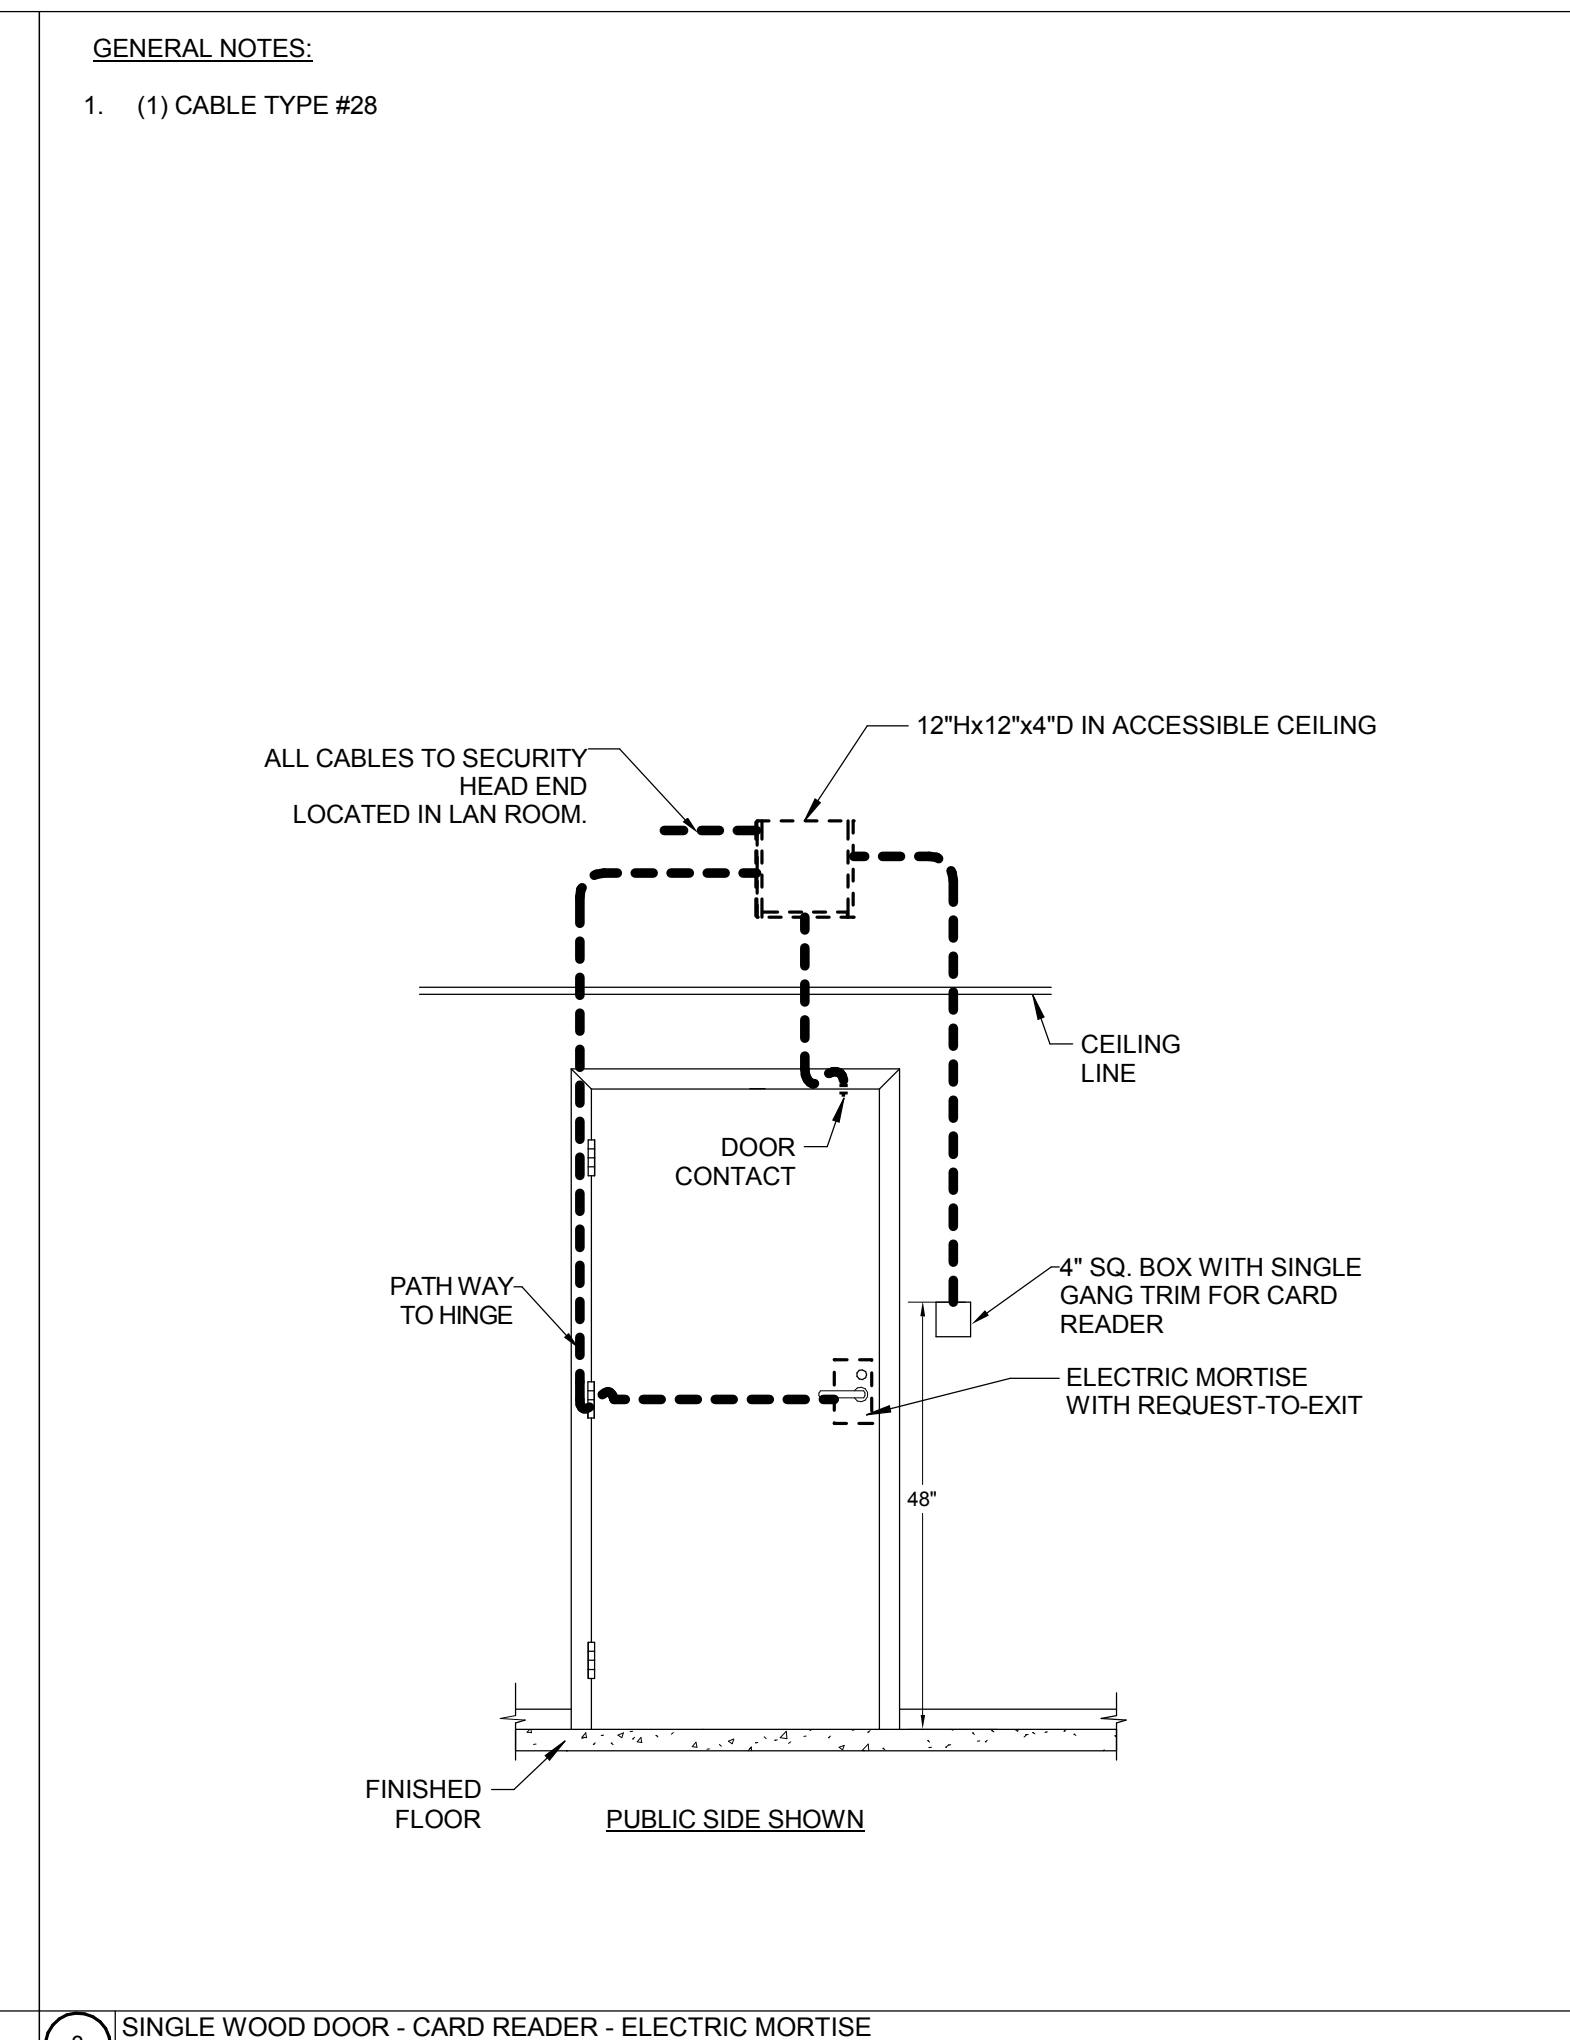 GENERAL NOTES:
1. (1) CABLE TYPE #28
12"Hx12"x4"D IN ACCESSIBLE CEILING
ALL CABLES TO SECURITY
HEAD END
LOCATED IN LAN ROOM.
CEILING
LINE
DOOR
CONTACT
PATH WAY
TO HINGE
4" SQ. BOX WITH SINGLE
GANG TRIM FOR CARD
READER
ELECTRIC MORTISE
WITH REQUEST-TO-EXIT
48"
FINISHED
FLOOR
PUBLIC SIDE SHOWN
SINGLE WOOD DOOR - CARD READER - ELECTRIC MORTISE